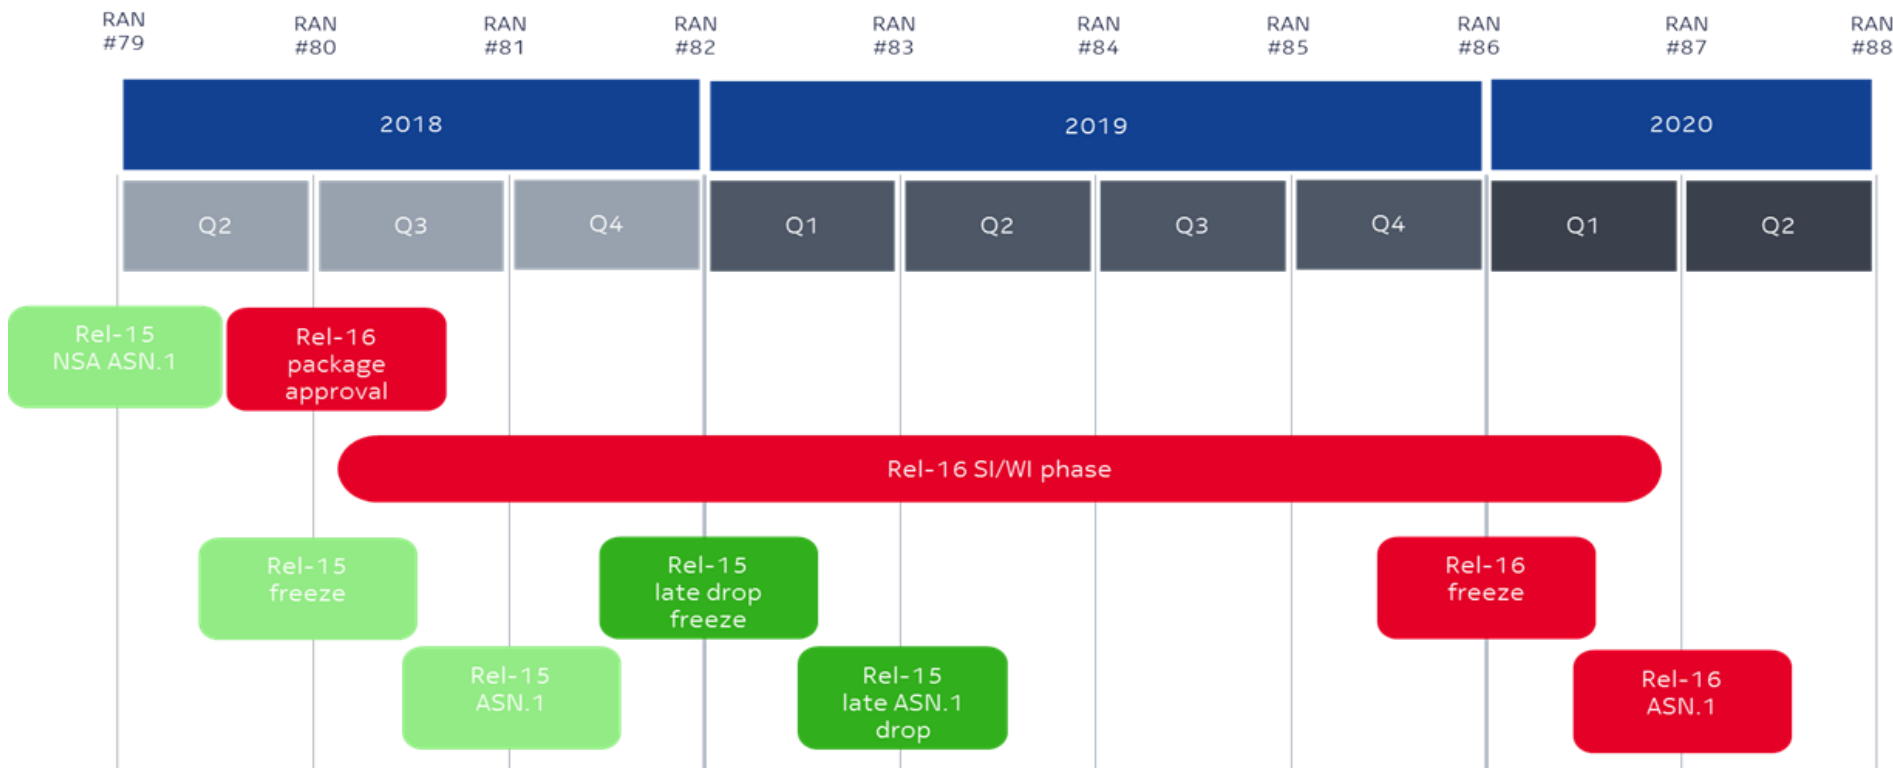 RAN
#79
RAN
#80
RAN
#81
RAN
#82
RAN
#83
RAN
#84
RAN
#85
RAN
#86
RAN
#87
RAN
#88
2018
2019
2020
Q2
Q3
Q4
Q1
Q2
Q3
Q4
Q1
Q2
Rel-15
NSA ASN.1
Rel-16
package
approval
Rel-16 SI/WI phase
Rel-15
freeze
Rel-15
late drop
freeze
Rel-16
freeze
Rel-15
ASN.1
Rel-15
late ASN.1
drop
Rel-16
ASN.1